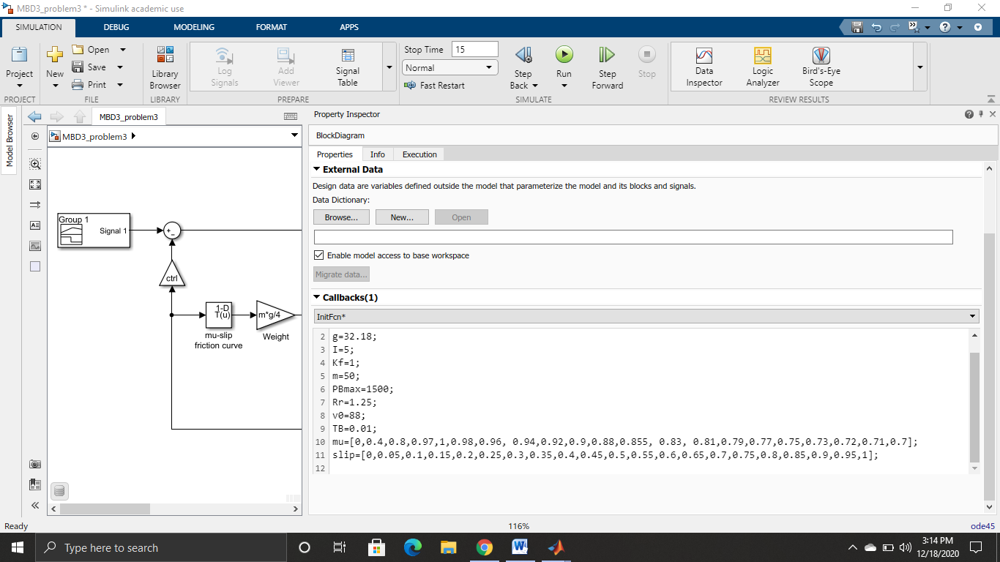 MBD3_problem3 * - Simulink academic use
SIMULATION DEBUG MODELING FORMAT APPS
Project
PROJECT
New
Open
Save
Print
FILE
Library
Browser
LIBRARY
Log
Signals
Add
Viewer
Signal
Table
PREPARE
Stop Time 15
Normal
Fast Restart
Step
Back
Run
Step
Forward
Stop
SIMULATE
Data
Inspector
Logic
Analyzer
Bird's-Eye
Scope
REVIEW RESULTS
Model Browser
MBD3_problem3
MBD3_problem3
Group 1
Signal 1
+
_
ctrl
1-D
T(u)
mu-slip
friction curve
m*g/4
Weight
Property Inspector
BlockDiagram
Properties Info Execution
External Data
Design data are variables defined outside the model that parameterize the model and its blocks and signals.
Data Dictionary:
Browse... New... Open
Enable model access to base workspace
Migrate data...
Callbacks(1)
InitFcn*
2 g=32.18;
3 I=5;
4 Kf=1;
5 m=50;
6 PBmax=1500;
7 Rr=1.25;
8 v0=88;
9 TB=0.01;
10 mu=[0,0.4,0.8,0.97,1,0.98,0.96, 0.94,0.92,0.9,0.88,0.855, 0.83, 0.81,0.79,0.77,0.75,0.73,0.72,0.71,0.7];
11 slip=[0,0.05,0.1,0.15,0.2,0.25,0.3,0.35,0.4,0.45,0.5,0.55,0.6,0.65,0.7,0.75,0.8,0.85,0.9,0.95,1];
12
Ready 116% ode45
Type here to search
3:14 PM
12/18/2020